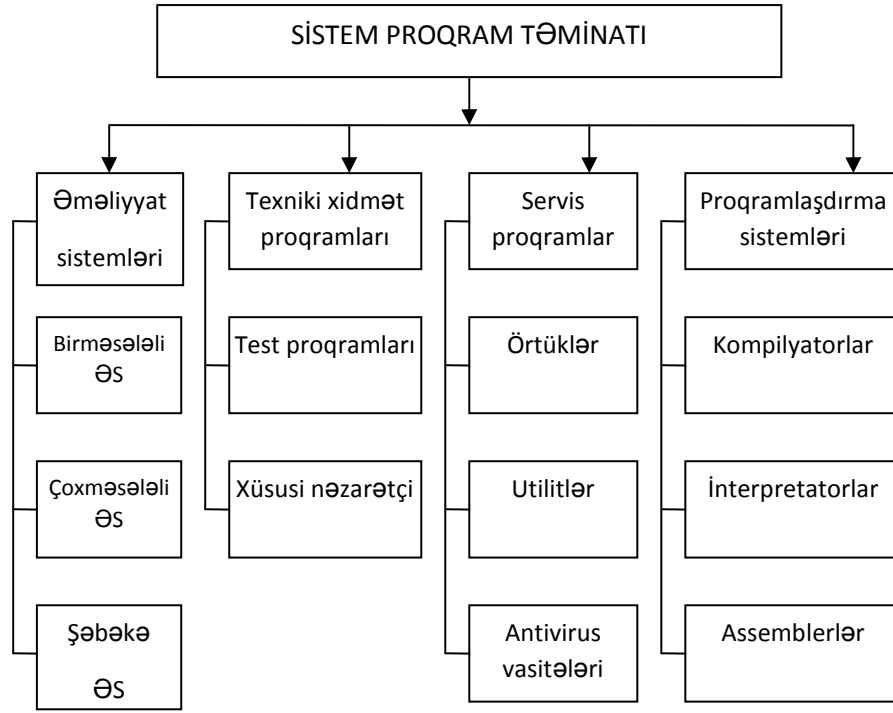 SİSTEM PROQRAM TƏMİNATI
Əməliyyat
sistemləri
Texniki xidmət
proqramları
Servis
proqramlar
Proqramlaşdırma
sistemləri
Birməsələli
ƏS
Test proqramları
Örtüklər
Kompilyatorlar
Çoxməsələli
ƏS
Xüsusi nəzarətçi
Utilitlər
İnterpretatorlar
Şəbəkə
ƏS
Antivirus
vasitələri
Assemblerlər